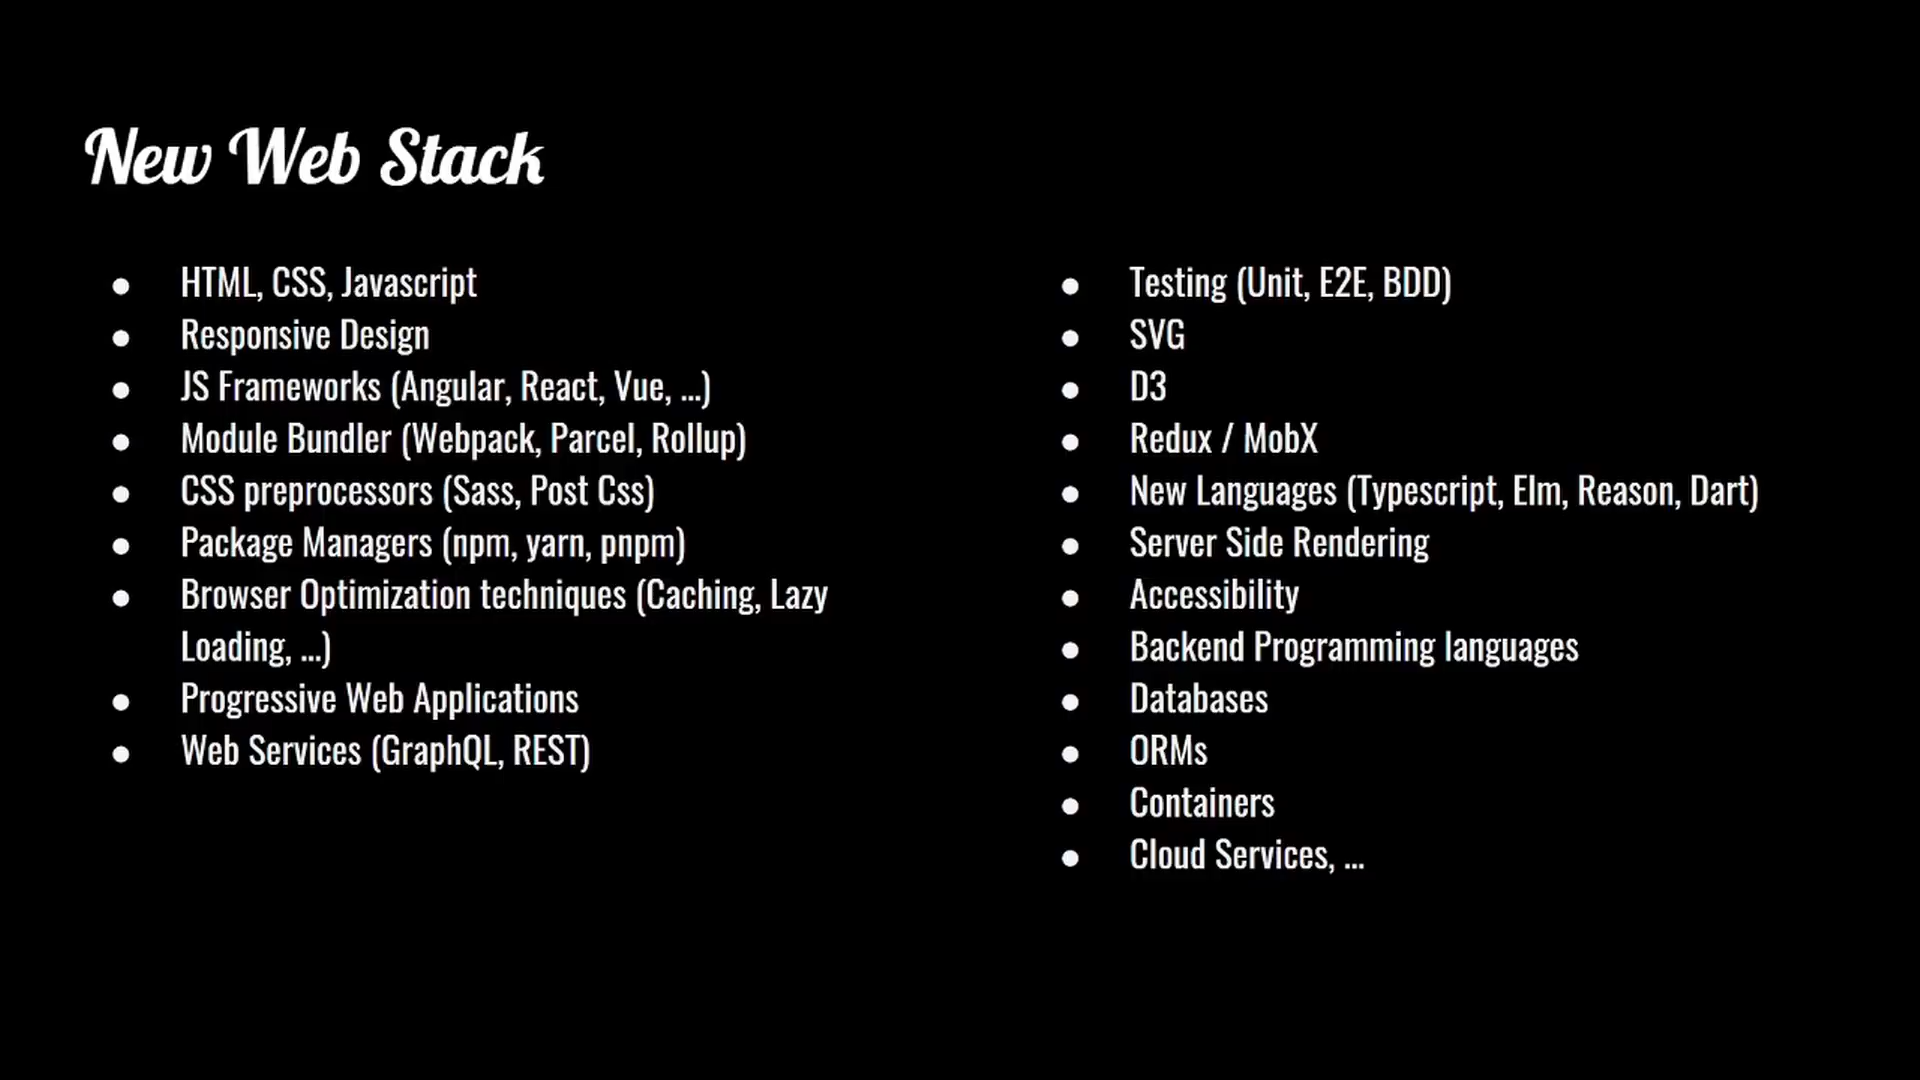 New Web Stack
● HTML, CSS, Javascript
● Responsive Design
● JS Frameworks (Angular, React, Vue, ...)
● Module Bundler (Webpack, Parcel, Rollup)
● CSS preprocessors (Sass, Post Css)
● Package Managers (npm, yarn, pnpm)
● Browser Optimization techniques (Caching, Lazy
Loading, ...)
● Progressive Web Applications
● Web Services (GraphQL, REST)
● Testing (Unit, E2E, BDD)
● SVG
● D3
● Redux / MobX
● New Languages (Typescript, Elm, Reason, Dart)
● Server Side Rendering
● Accessibility
● Backend Programming languages
● Databases
● ORMs
● Containers
● Cloud Services, ...